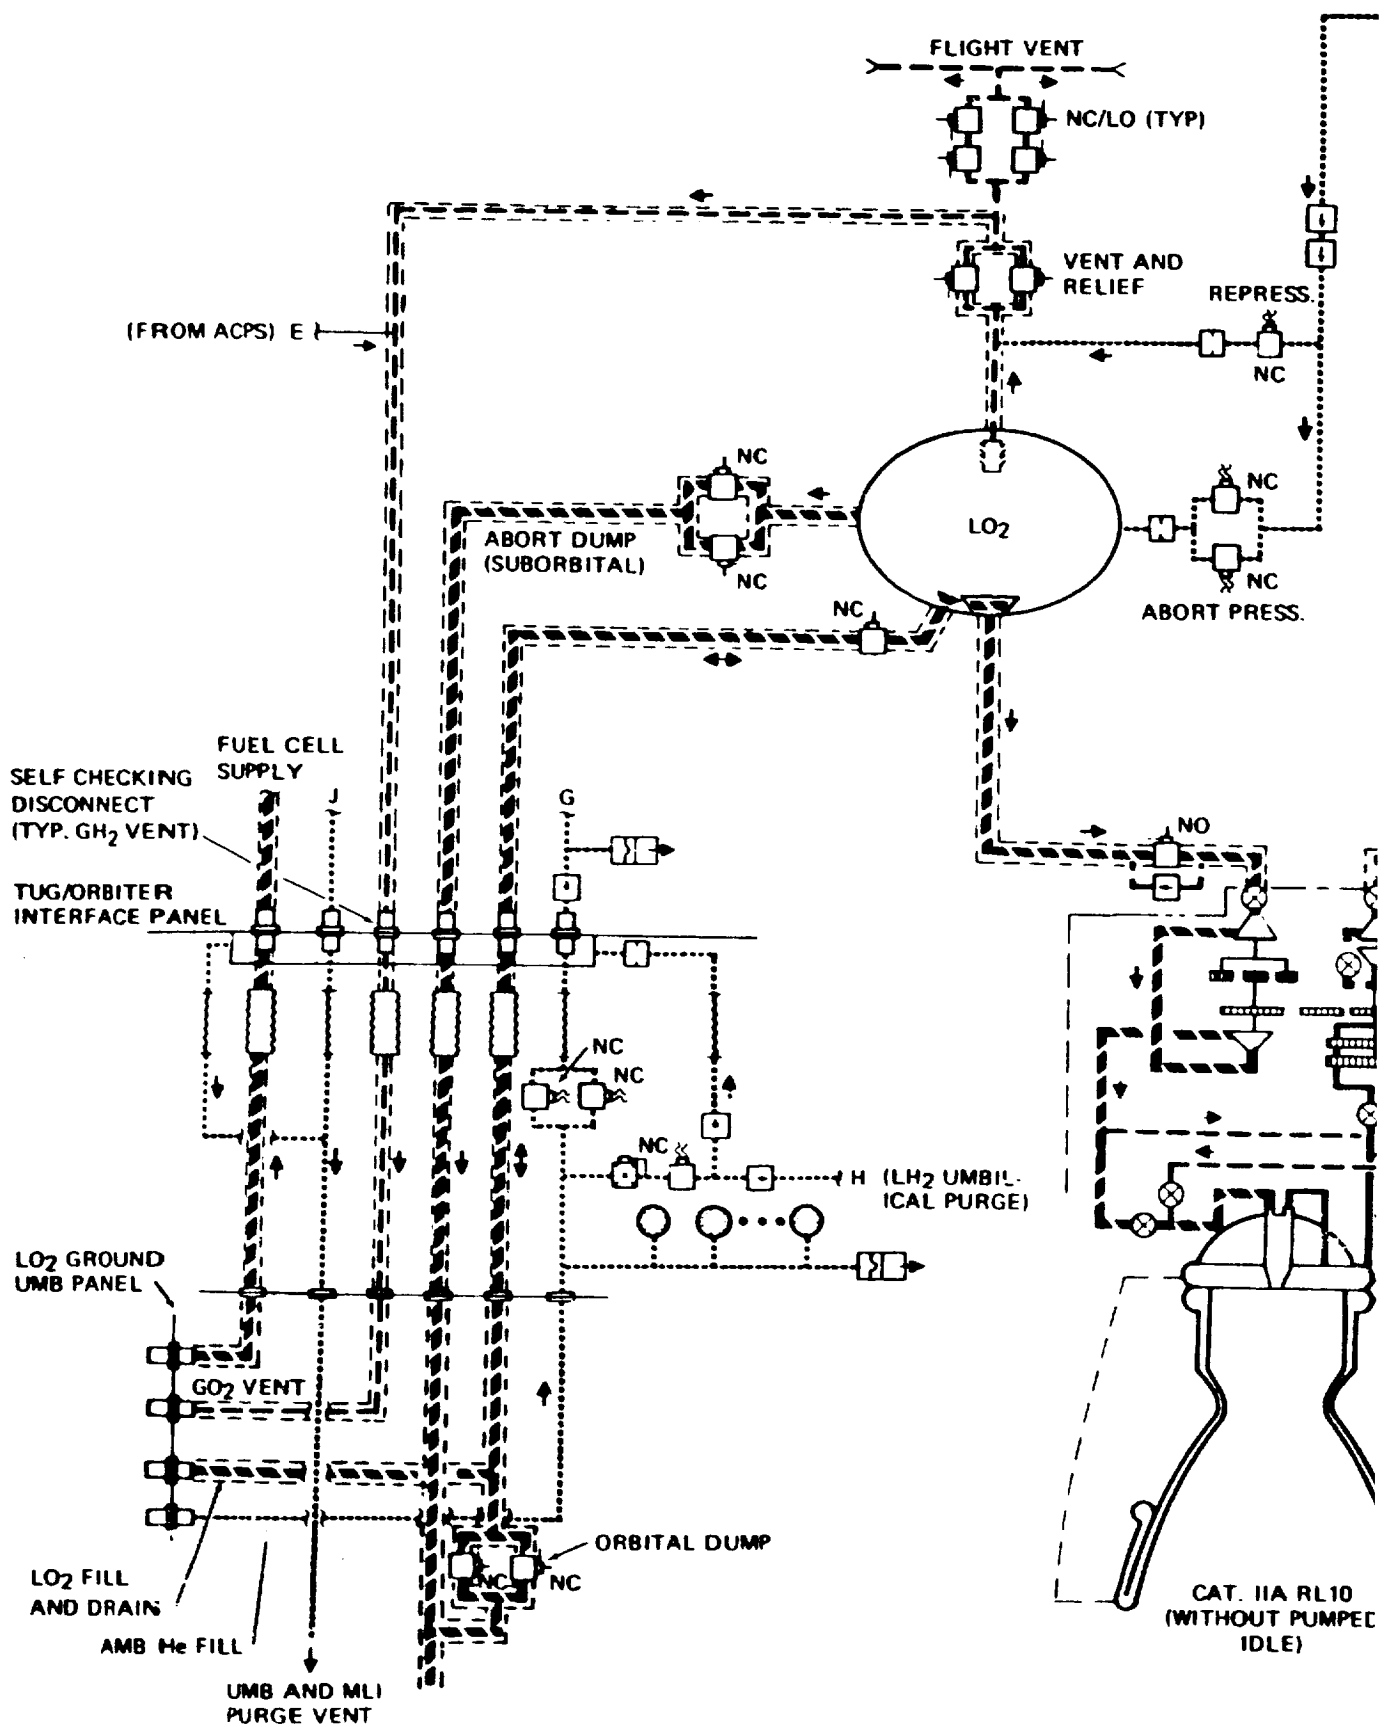 FLIGHT VENT
NC/LO (TYP)
VENT AND
RELIEF
REPRESS.
NC
(FROM ACPS) E
NC
NC
LO2
NC
ABORT DUMP
(SUBORBITAL)
NC
NC
NC
ABORT PRESS.
FUEL CELL
SUPPLY
SELF CHECKING
DISCONNECT
(TYP. GH2 VENT)
J
G
NO
TUG/ORBITER
INTERFACE PANEL
NC
NC
NC
H (LH2 UMBIL-
ICAL PURGE)
LO2 GROUND
UMB PANEL
GO2 VENT
ORBITAL DUMP
NC
NC
LO2 FILL
AND DRAIN
AMB He FILL
CAT. IIA RL10
(WITHOUT PUMPED
IDLE)
UMB AND MLI
PURGE VENT